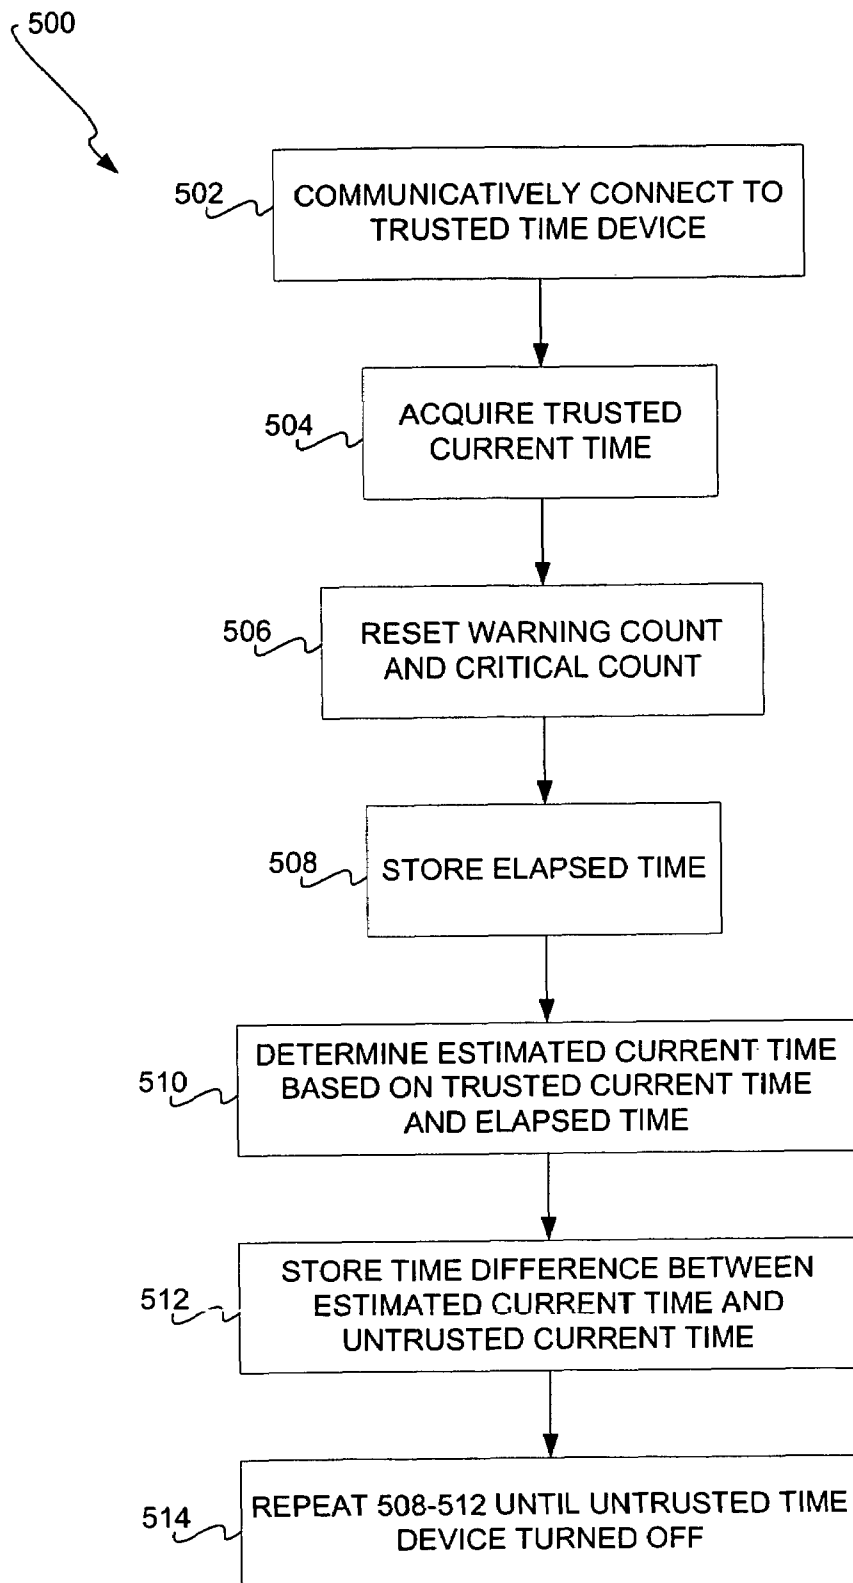 500
502
COMMUNICATIVELY CONNECT TO
TRUSTED TIME DEVICE
504
ACQUIRE TRUSTED
CURRENT TIME
506
RESET WARNING COUNT
AND CRITICAL COUNT
508
STORE ELAPSED TIME
510
DETERMINE ESTIMATED CURRENT TIME
BASED ON TRUSTED CURRENT TIME
AND ELAPSED TIME
512
STORE TIME DIFFERENCE BETWEEN
ESTIMATED CURRENT TIME AND
UNTRUSTED CURRENT TIME
514
REPEAT 508-512 UNTIL UNTRUSTED TIME
DEVICE TURNED OFF